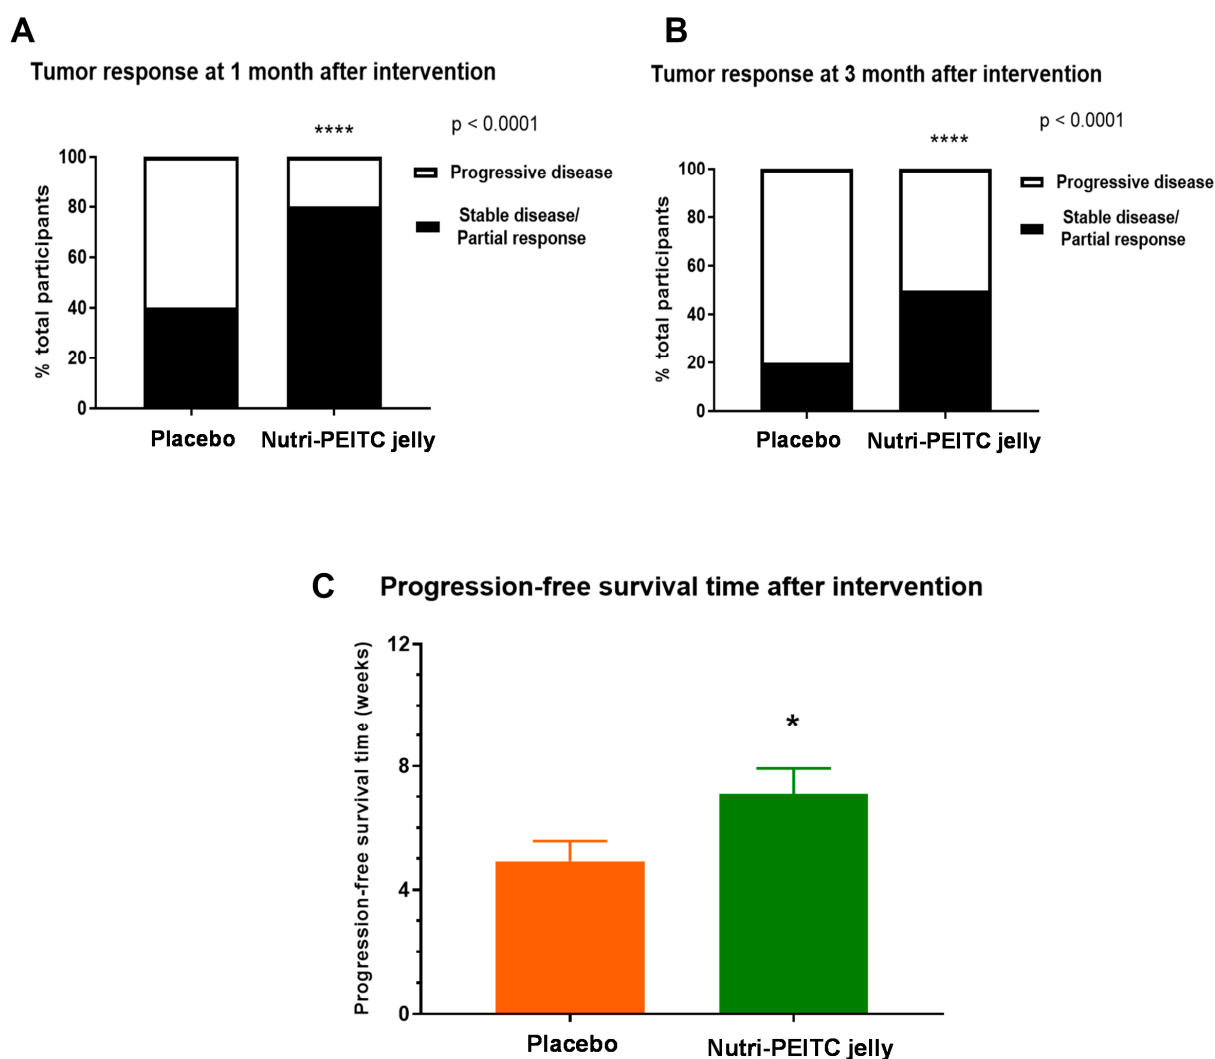 A
Tumor response at 1 month after intervention
p < 0.0001
****
100
80
60
40
20
0
% total participants
Progressive disease
Stable disease/
Partial response
Placebo
Nutri-PEITC jelly
B
Tumor response at 3 month after intervention
p < 0.0001
****
100
80
60
40
20
0
% total participants
Progressive disease
Stable disease/
Partial response
Placebo
Nutri-PEITC jelly
C
Progression-free survival time after intervention
12
8
4
0
Progression-free survival time (weeks)
*
Placebo
Nutri-PEITC jelly